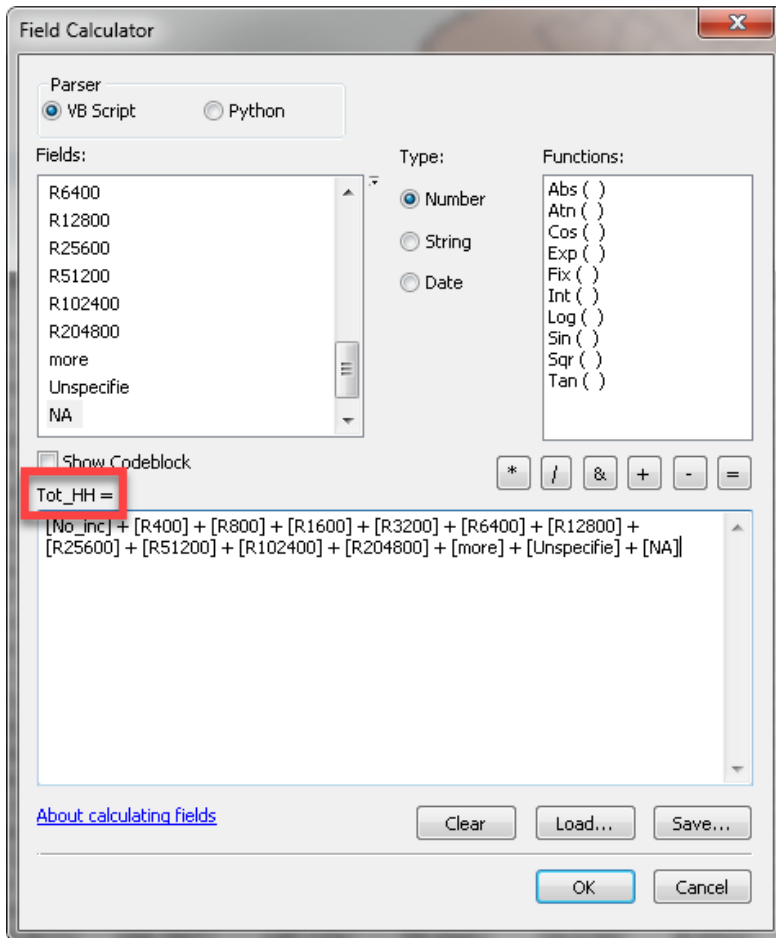 Field Calculator
x
Parser
VB Script
Python
Fields:
Type:
Functions:
R6400
R12800
R25600
R51200
R102400
R204800
more
Unspecifie
NA
Number
String
Date
Abs ( )
Atn ( )
Cos ( )
Exp ( )
Fix ( )
Int ( )
Log ( )
Sin ( )
Sqr ( )
Tan ( )
Show Codeblock
* / & + - =
Tot_HH =
[No_inc] + [R400] + [R800] + [R1600] + [R3200] + [R6400] + [R12800] +
[R25600] + [R51200] + [R102400] + [R204800] + [more] + [Unspecifie] + [NA]
About calculating fields
Clear
Load...
Save...
OK
Cancel